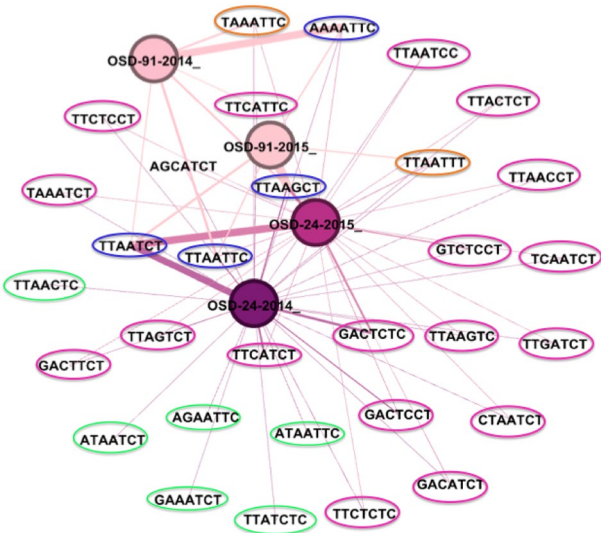 TAAATTC
AAAATTC
TTAATCC
OSD-91-2014_
TTACTCT
TTCATTC
TTCTCCT
OSD-91-2015_
AGCATCT
TTAATTT
TTAACCT
TTAAGCT
TAAATCT
OSD-24-2015_
TTAATCT
GTCTCCT
TTAATTC
TCAATCT
TTAACTC
OSD-24-2014_
TTAGTCT
GACTCTC
TTAAGTC
TTGATCT
TTCATCT
GACTTCT
GACTCCT
AGAATTC
CTAATCT
ATAATTC
ATAATCT
GACATCT
GAAATCT
TTCTCTC
TTATCTC